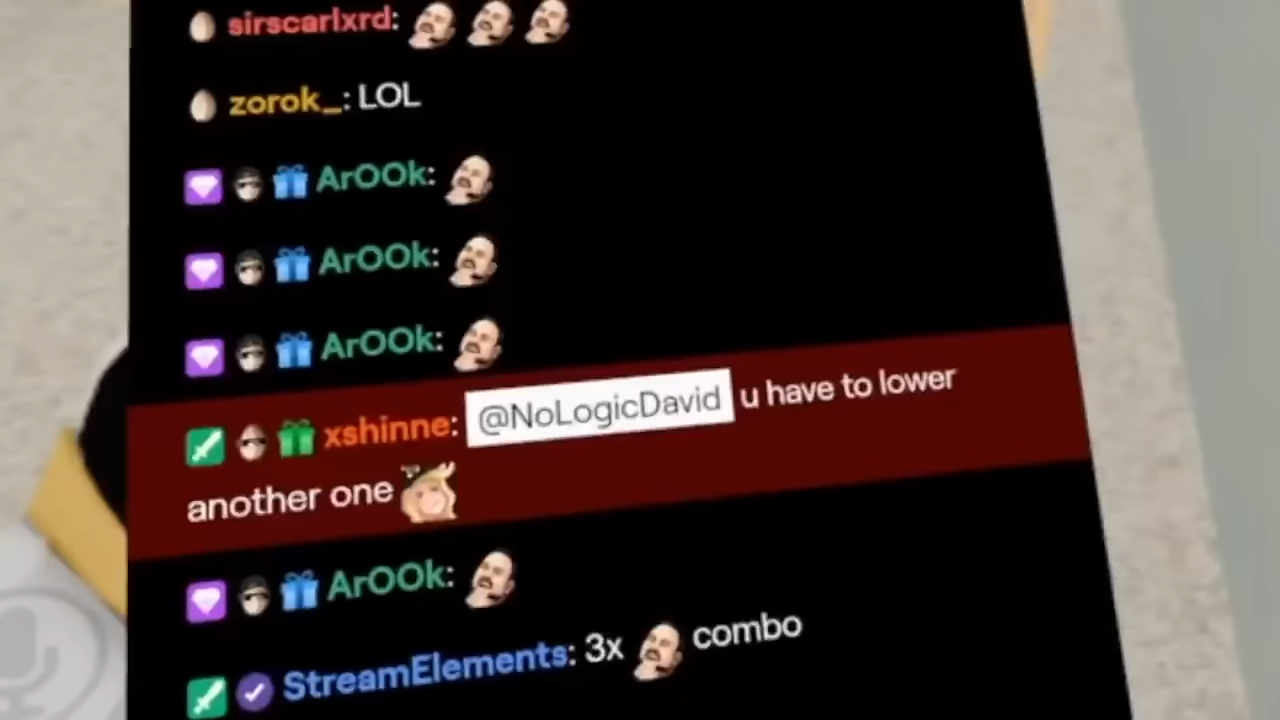 sirscarlxrd:
zorok_: LOL
ArOOk:
ArOOk:
ArOOk:
xshinne: @NoLogicDavid u have to lower
another one
ArOOk:
StreamElements: 3x combo